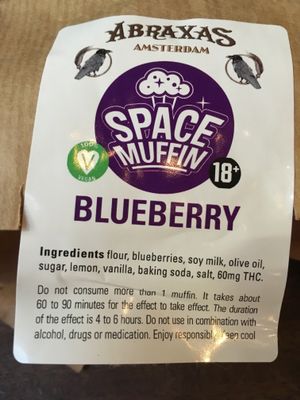 ABRAXAS
AMSTERDAM
SPACE
MUFFIN
100%
VEGAN
18+
BLUEBERRY
Ingredients flour, blueberries, soy milk, olive oil,
sugar, lemon, vanilla, baking soda, salt, 60mg THC.
Do not consume more than 1 muffin. It takes about
60 to 90 minutes for the effect to take effect. The duration
of the effect is 4 to 6 hours. Do not use in combination with
alcohol, drugs or medication. Enjoy responsibly. Keep cool